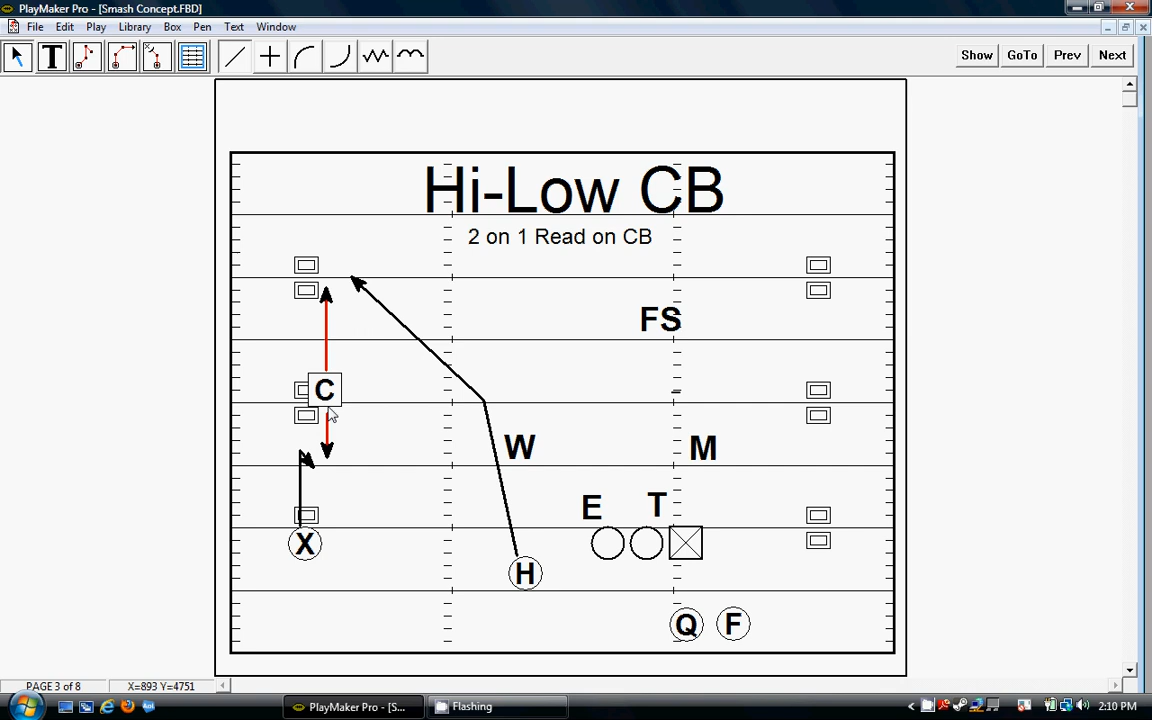 PlayMaker Pro - [Smash Concept.FBD]
File Edit Play Library Box Pen Text Window
T Show GoTo Prev Next
Hi-Low CB
2 on 1 Read on CB
FS
C
W M
E T
X
H
Q F
PAGE 3 of 8 X=893 Y=4751
PlayMaker Pro - [S... Flashing 2:10 PM